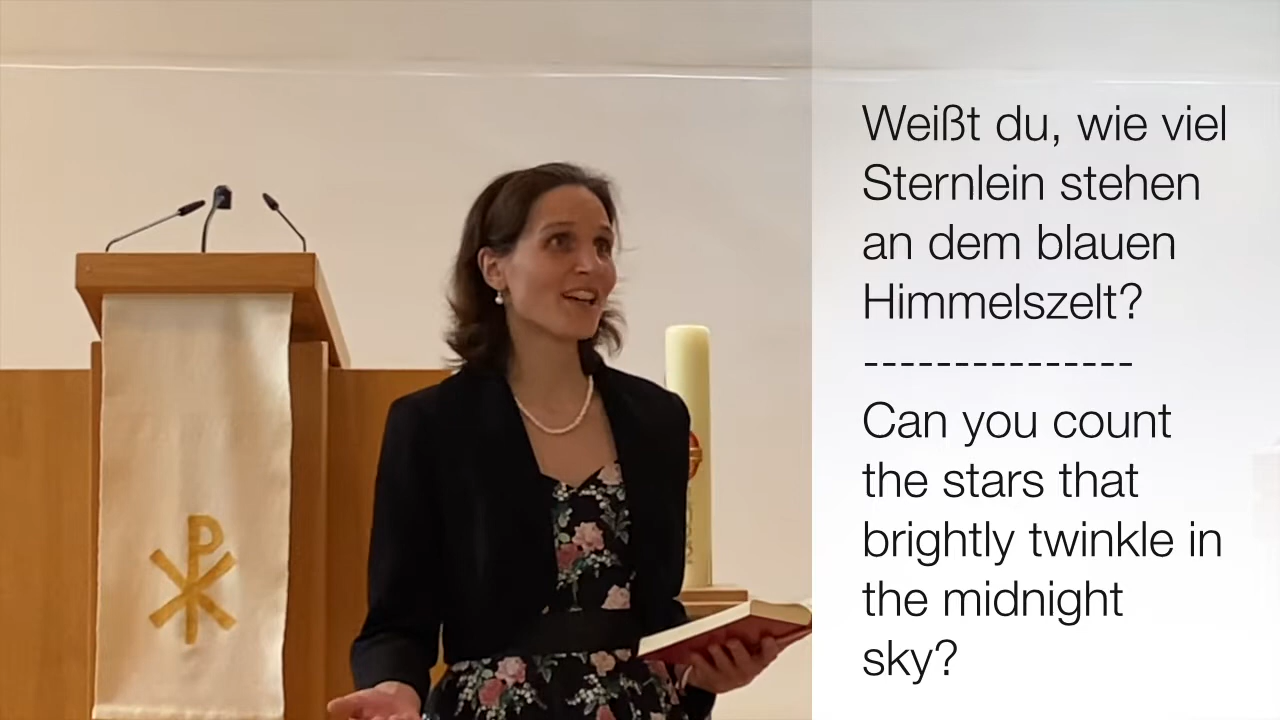 Weißt du, wie viel
Sternlein stehen
an dem blauen
Himmelszelt?
---------------
Can you count
the stars that
brightly twinkle in
the midnight
sky?